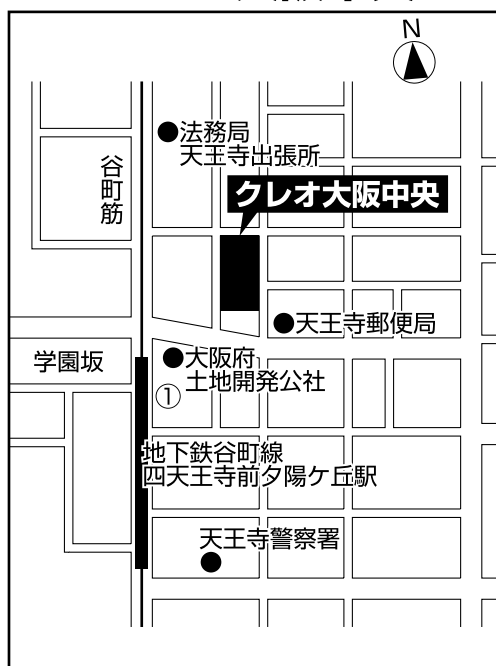 N
法務局
天王寺出張所
谷町筋
クレオ大阪中央
天王寺郵便局
学園坂
大阪府
土地開発公社
①
地下鉄谷町線
四天王寺前夕陽ケ丘駅
天王寺警察署